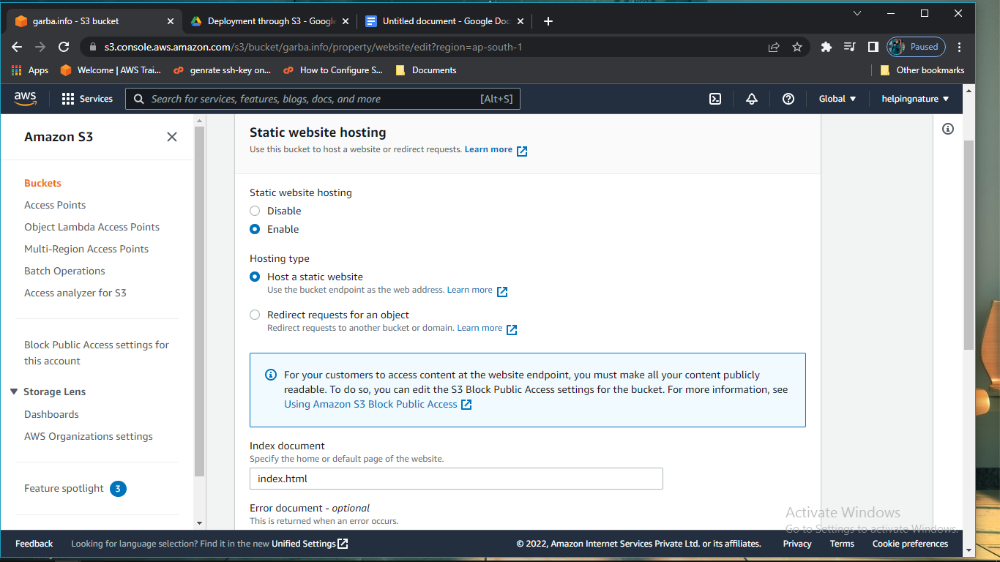 garba.info - S3 bucket
Deployment through S3 - Google
Untitled document - Google Doc
s3.console.aws.amazon.com/s3/bucket/garba.info/property/website/edit?region=ap-south-1
Paused
Apps
Welcome | AWS Trai...
genrate ssh-key on...
How to Configure S...
Documents
Other bookmarks
aws
Services
Search for services, features, blogs, docs, and more
[Alt+S]
Global
helpingnature
Amazon S3
Buckets
Access Points
Object Lambda Access Points
Multi-Region Access Points
Batch Operations
Access analyzer for S3
Block Public Access settings for
this account
Storage Lens
Dashboards
AWS Organizations settings
Feature spotlight 3
Static website hosting
Use this bucket to host a website or redirect requests. Learn more
Static website hosting
Disable
Enable
Hosting type
Host a static website
Use the bucket endpoint as the web address. Learn more
Redirect requests for an object
Redirect requests to another bucket or domain. Learn more
For your customers to access content at the website endpoint, you must make all your content publicly
readable. To do so, you can edit the S3 Block Public Access settings for the bucket. For more information, see
Using Amazon S3 Block Public Access
Index document
Specify the home or default page of the website.
index.html
Error document - optional
This is returned when an error occurs.
Activate Windows
Go to Settings to activate Windows.
Feedback
Looking for language selection? Find it in the new Unified Settings
© 2022, Amazon Internet Services Private Ltd. or its affiliates.
Privacy
Terms
Cookie preferences